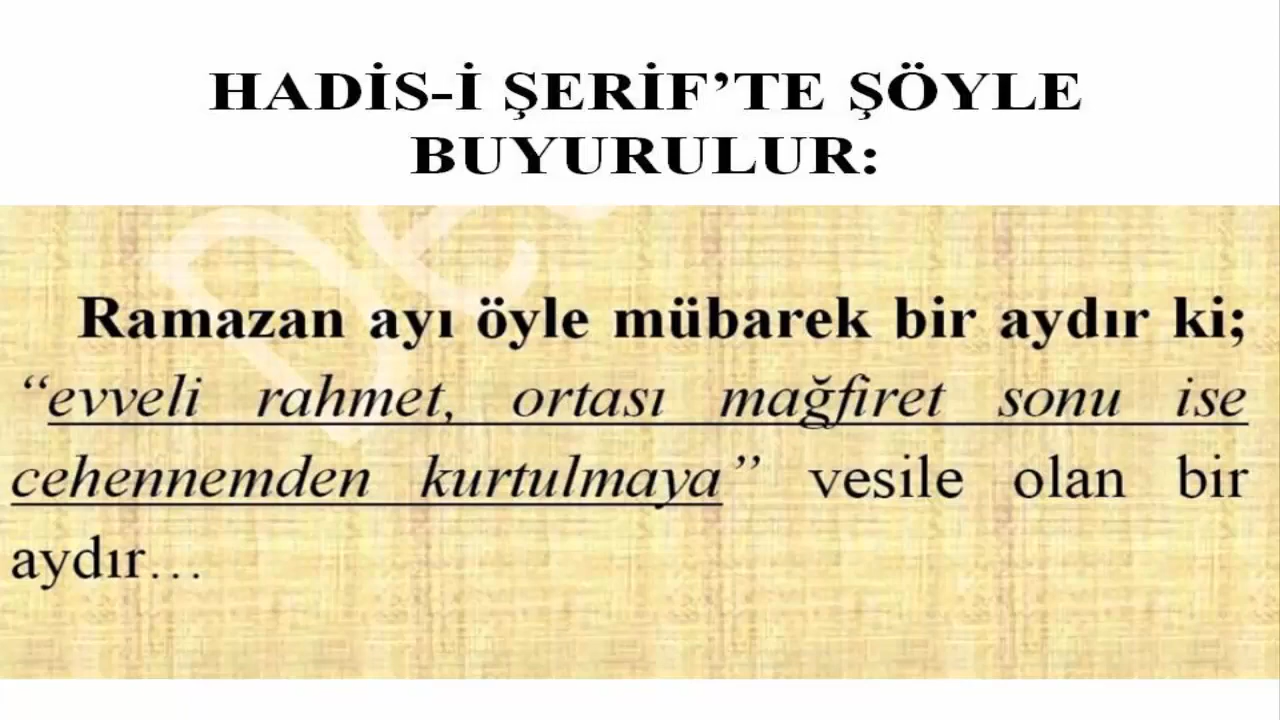 HADİS-İ ŞERİF’TE ŞÖYLE
BUYURULUR:
Ramazan ayı öyle mübarek bir aydır ki;
“evveli rahmet, ortası mağfiret sonu ise
cehennemden kurtulmaya” vesile olan bir
aydır…